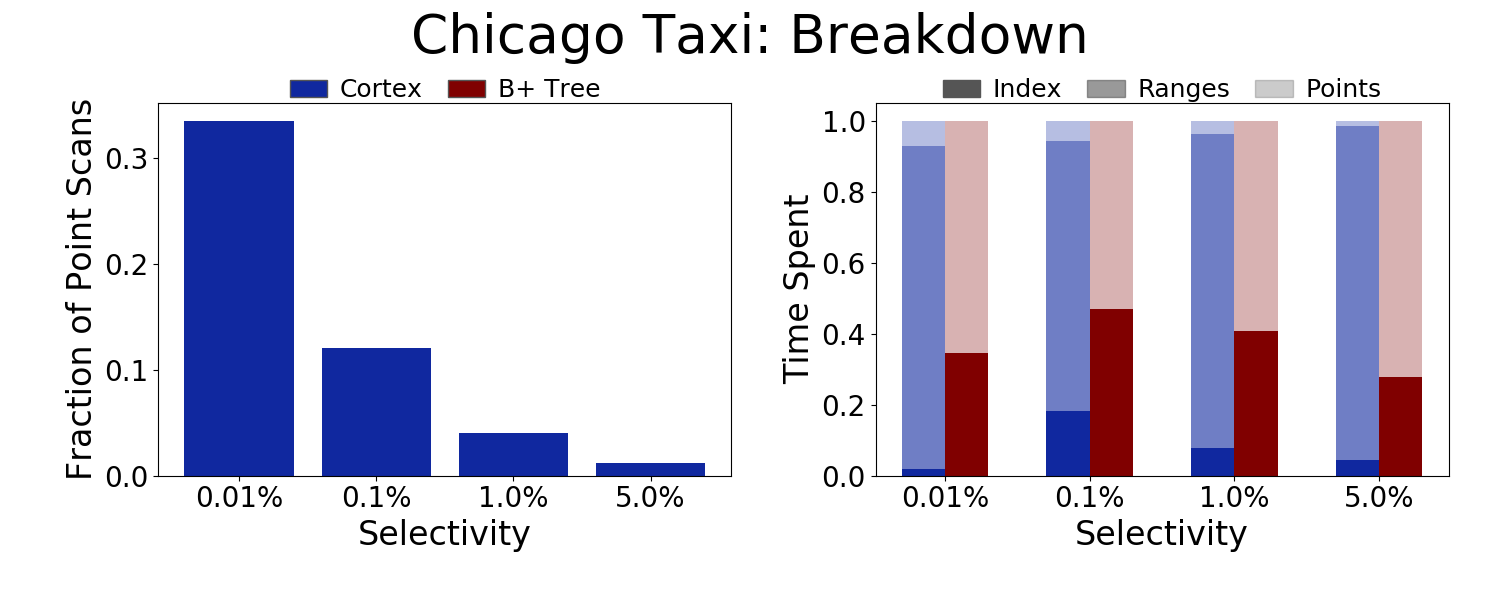 Chicago Taxi: Breakdown
Cortex B+ Tree
Fraction of Point Scans
0.3
0.2
0.1
0.0
0.01% 0.1% 1.0% 5.0%
Selectivity
Index Ranges Points
Time Spent
1.0
0.8
0.6
0.4
0.2
0.0
0.01% 0.1% 1.0% 5.0%
Selectivity